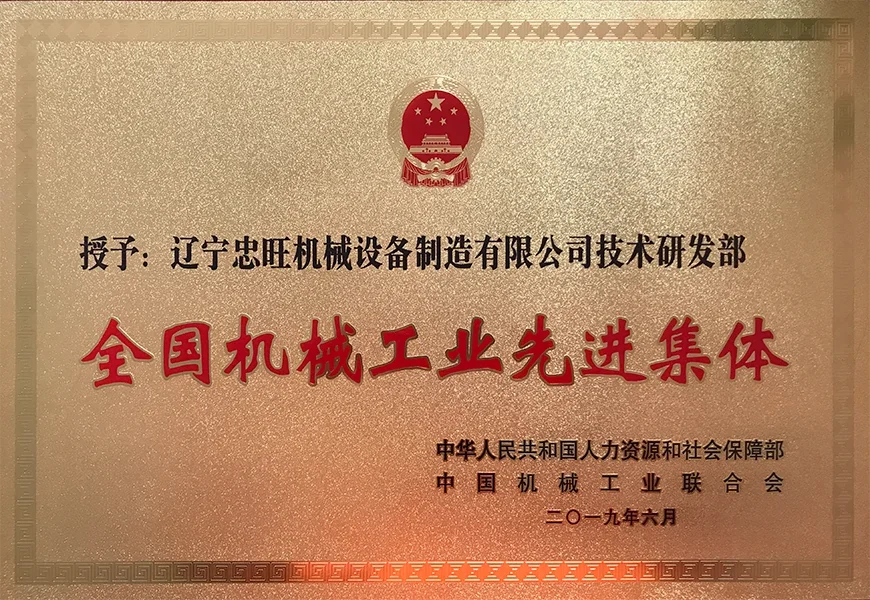 授予：辽宁忠旺机械设备制造有限公司技术研发部
全国机械工业先进集体
中华人民共和国人力资源和社会保障部
中国机械工业联合会
二〇一九年六月